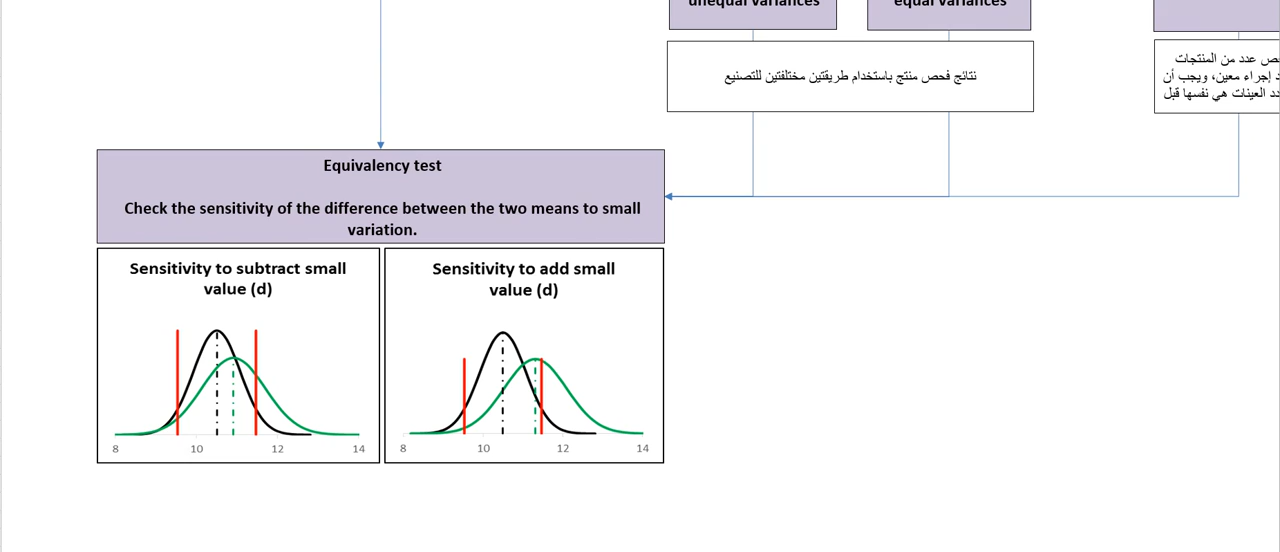 unequal variances
equal variances
نتائج فحص منتج باستخدام طريقتين مختلفتين للتصنيع
عدد من المنتجات
إجراء معين، ويجب أن
العينات هي نفسها قبل
Equivalency test
Check the sensitivity of the difference between the two means to small
variation.
Sensitivity to subtract small
value (d)
8 10 12 14
Sensitivity to add small
value (d)
8 10 12 14